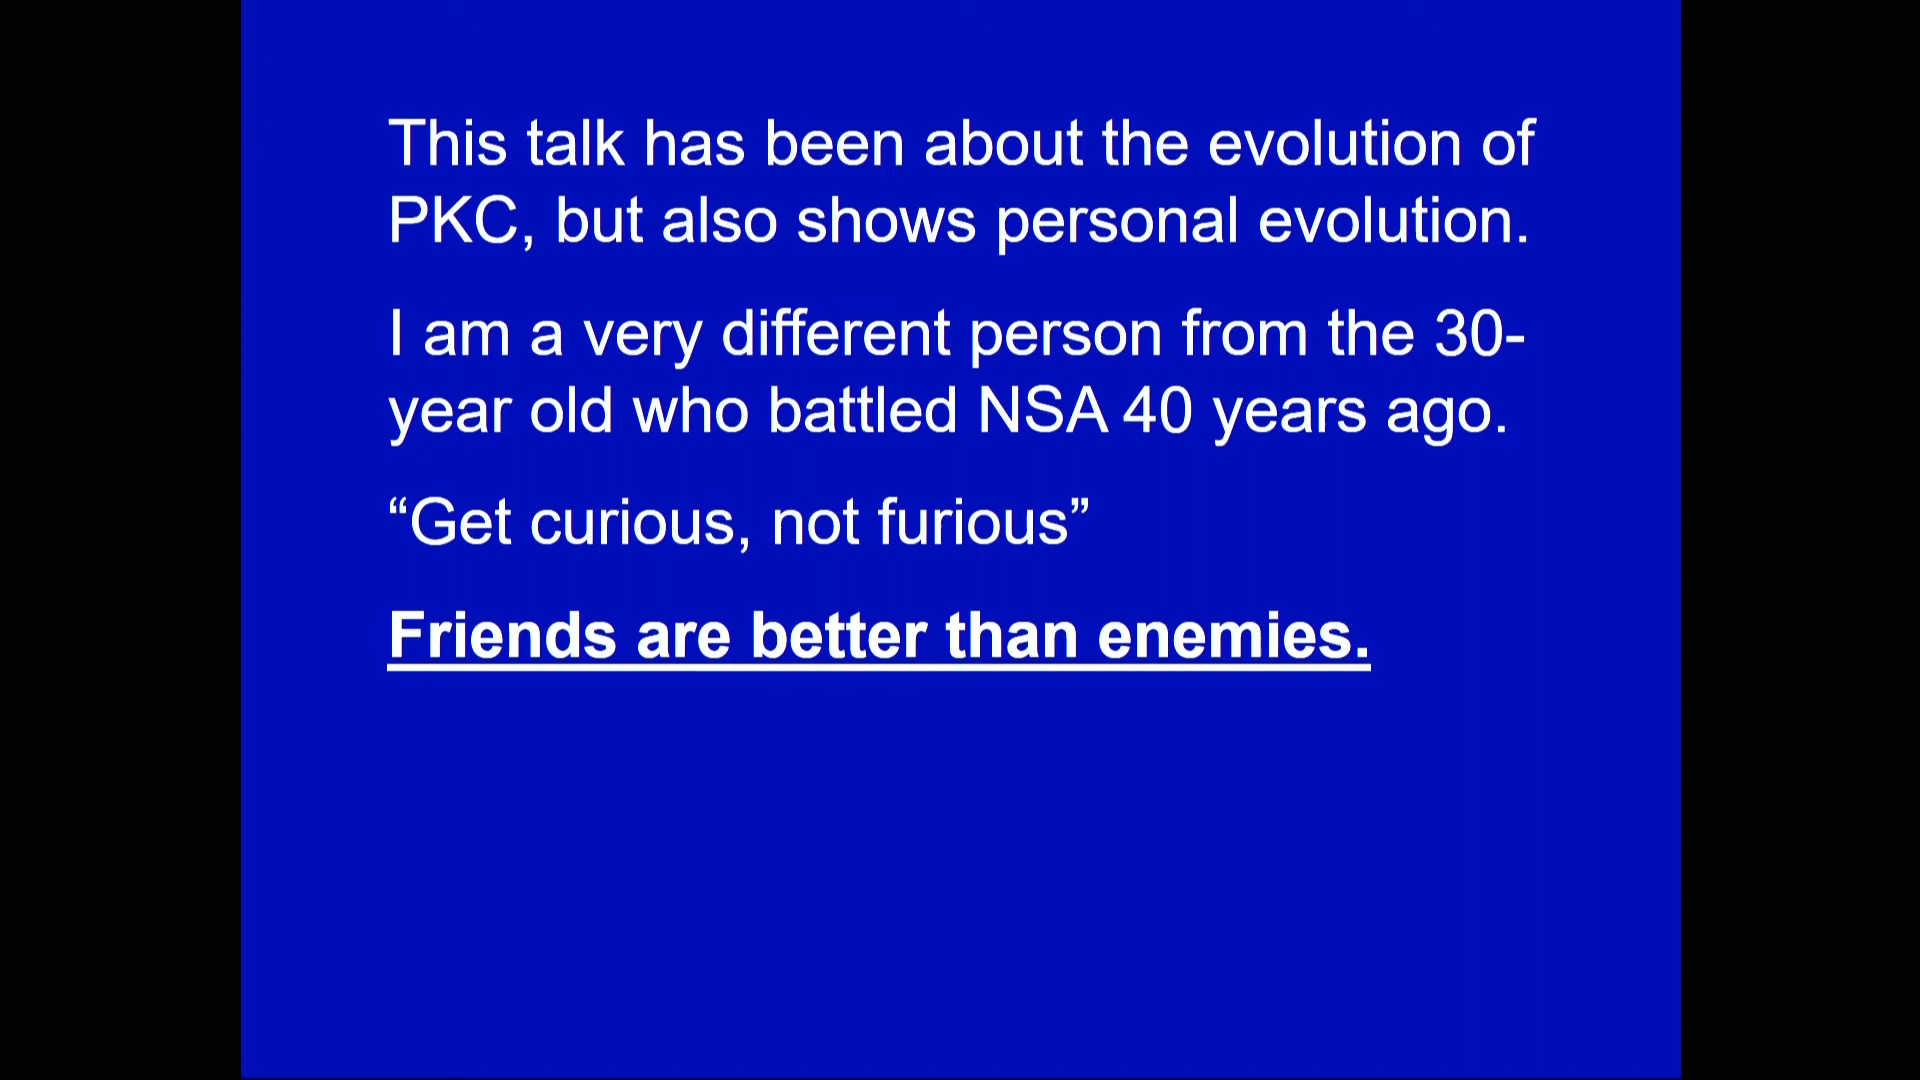 This talk has been about the evolution of
PKC, but also shows personal evolution.
I am a very different person from the 30-
year old who battled NSA 40 years ago.
“Get curious, not furious”
Friends are better than enemies.